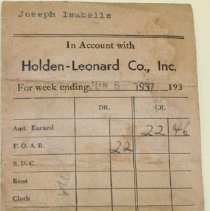 Joseph Isabelle
In Account with
Holden-Leonard Co., Inc.
For week ending JUN 5 1937 193
DR. CR.
Amt. Earned 22 46
F. O. A. B. 22
S. U. C.
Rent
Cloth